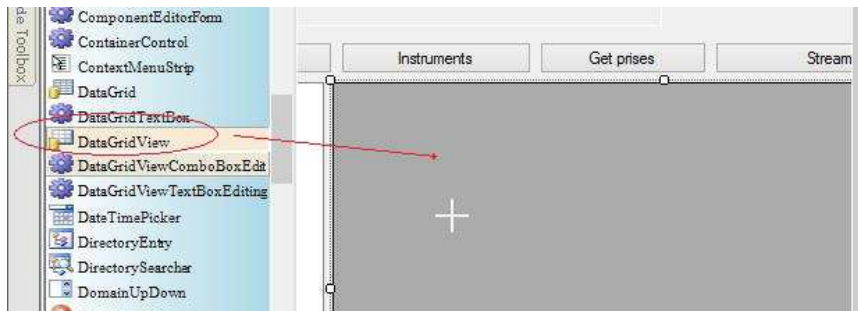 de Toolbox
ComponentEditorForm
ContainerControl
ContextMenuStrip
DataGrid
DataGridTextBox
DataGridView
DataGridViewComboBoxEdit
DataGridViewTextBoxEditing
DateTimePicker
DirectoryEntry
DirectorySearcher
DomainUpDown
Instruments
Get prises
Stream